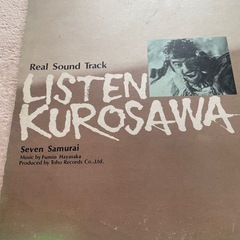 Real Sound Track
LISTEN
KUROSAWA
Seven Samurai
Music by Fumio Hayasaka
Produced by Toho Records Co.,Ltd.